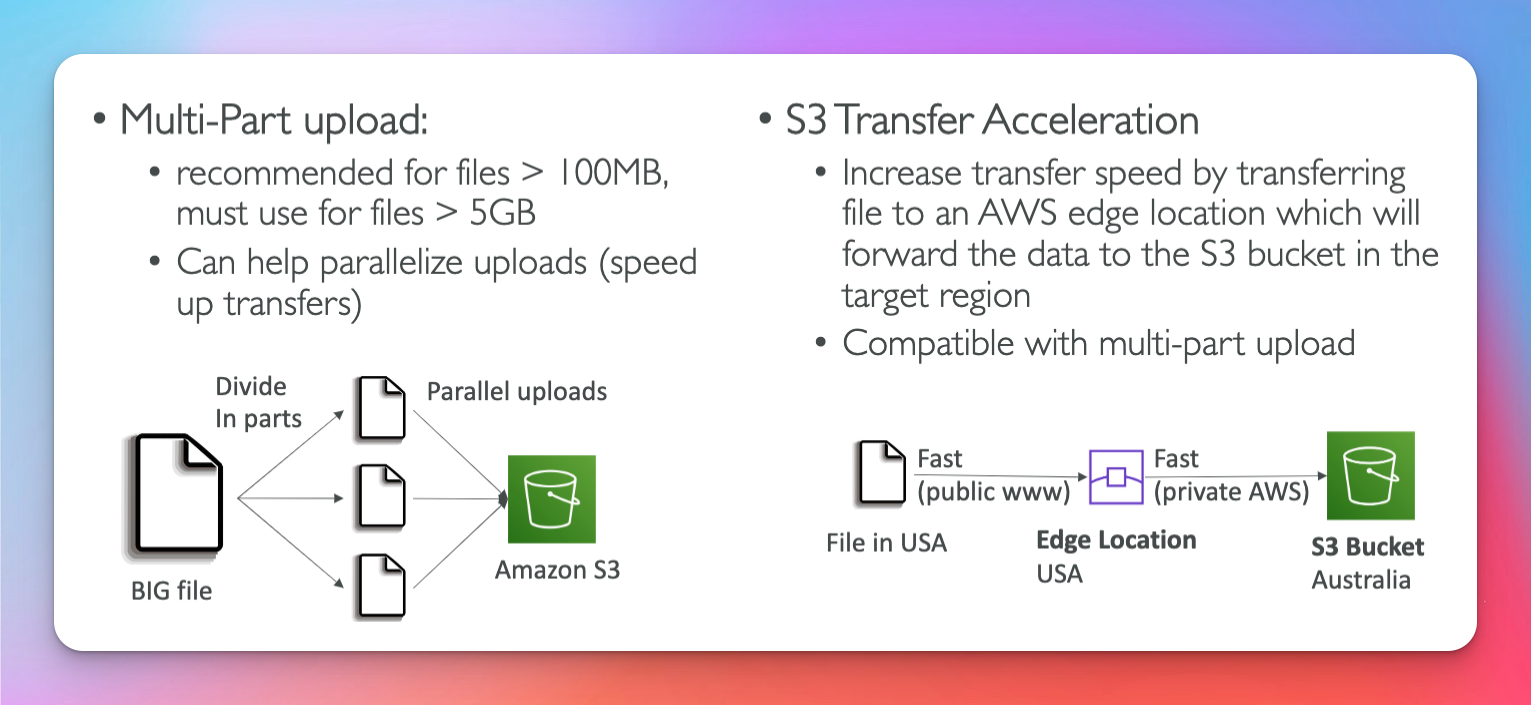 • Multi-Part upload:
• recommended for files > 100MB,
must use for files > 5GB
• Can help parallelize uploads (speed
up transfers)
Divide
In parts
Parallel uploads
BIG file
Amazon S3
• S3 Transfer Acceleration
• Increase transfer speed by transferring
file to an AWS edge location which will
forward the data to the S3 bucket in the
target region
• Compatible with multi-part upload
Fast
(public www)
Fast
(private AWS)
File in USA
Edge Location
USA
S3 Bucket
Australia